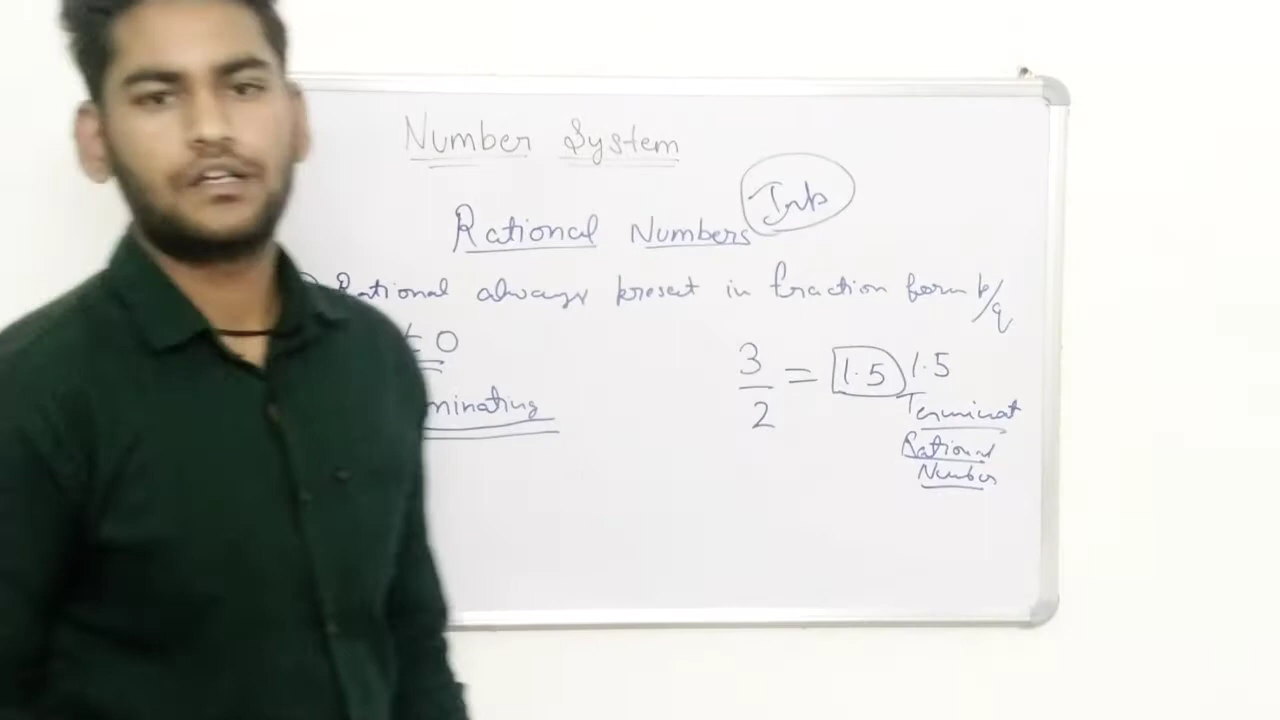 Number System
Rational Numbers
Rational always present in fraction form p/q
≠ 0
minating
3/2 = 1.5 1.5
Terminat
Rational
Number